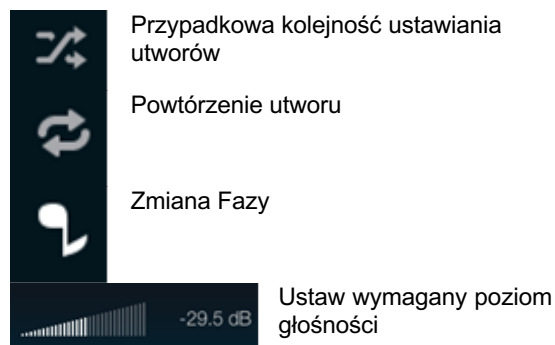 Przypadkowa kolejność ustawiania
utworów
Powtórzenie utworu
Zmiana Fazy
-29.5 dB
Ustaw wymagany poziom
głośności